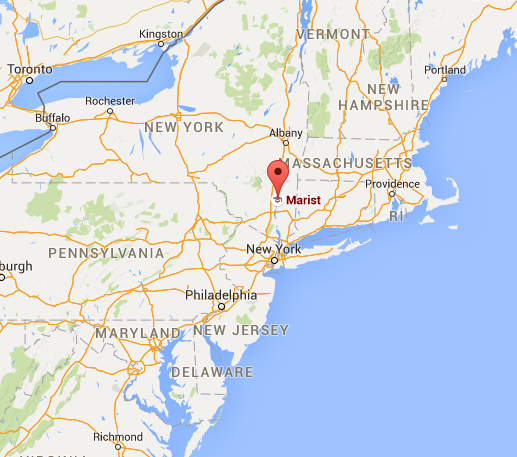 Kingston
VERMONT
Toronto
Portland
NEW
HAMPSHIRE
Rochester
Buffalo
NEW YORK
Albany
MASSACHUSETTS
Providence
Marist
RI
New York
PENNSYLVANIA
burgh
Philadelphia
MARYLAND
NEW JERSEY
DELAWARE
Richmond